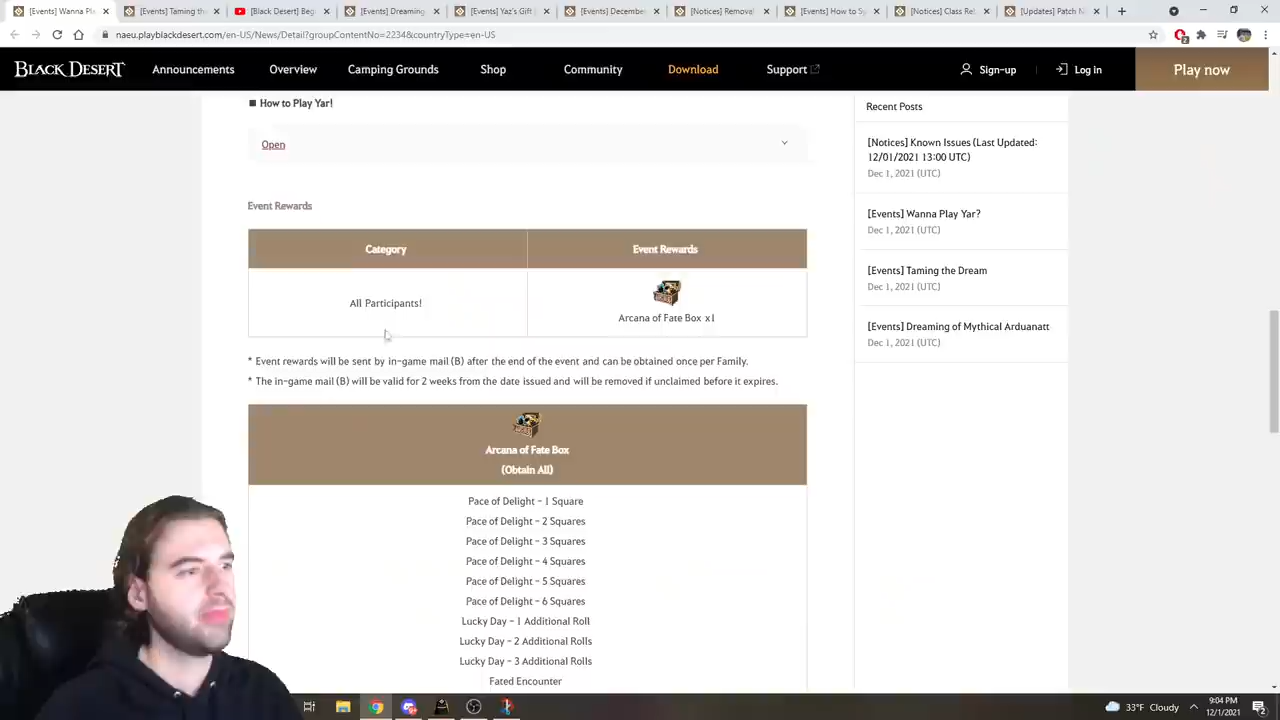 [Events] Wanna Pl
[Events] Taming the
Black Desert: Begi
[Events] Dreaming
[Events] Yaz's Gift
[Events] December
[Notices] Removal
[Events] How to Sp
[Notices] Class Rel
[Updates] Patch N
naeu.playblackdesert.com/en-US/News/Detail?groupContentNo=2234&countryType=en-US
BLACK DESERT
Announcements
Overview
Camping Grounds
Shop
Community
Download
Support
Sign-up
Log in
Play now
■ How to Play Yar!
Open
Event Rewards
Category
Event Rewards
All Participants!
Arcana of Fate Box x1
* Event rewards will be sent by in-game mail (B) after the end of the event and can be obtained once per Family.
* The in-game mail (B) will be valid for 2 weeks from the date issued and will be removed if unclaimed before it expires.
Arcana of Fate Box
(Obtain All)
Pace of Delight - 1 Square
Pace of Delight - 2 Squares
Pace of Delight - 3 Squares
Pace of Delight - 4 Squares
Pace of Delight - 5 Squares
Pace of Delight - 6 Squares
Lucky Day - 1 Additional Roll
Lucky Day - 2 Additional Rolls
Lucky Day - 3 Additional Rolls
Fated Encounter
Recent Posts
[Notices] Known Issues (Last Updated:
12/01/2021 13:00 UTC)
Dec 1, 2021 (UTC)
[Events] Wanna Play Yar?
Dec 1, 2021 (UTC)
[Events] Taming the Dream
Dec 1, 2021 (UTC)
[Events] Dreaming of Mythical Arduanatt
Dec 1, 2021 (UTC)
33°F Cloudy
9:04 PM
12/1/2021
2